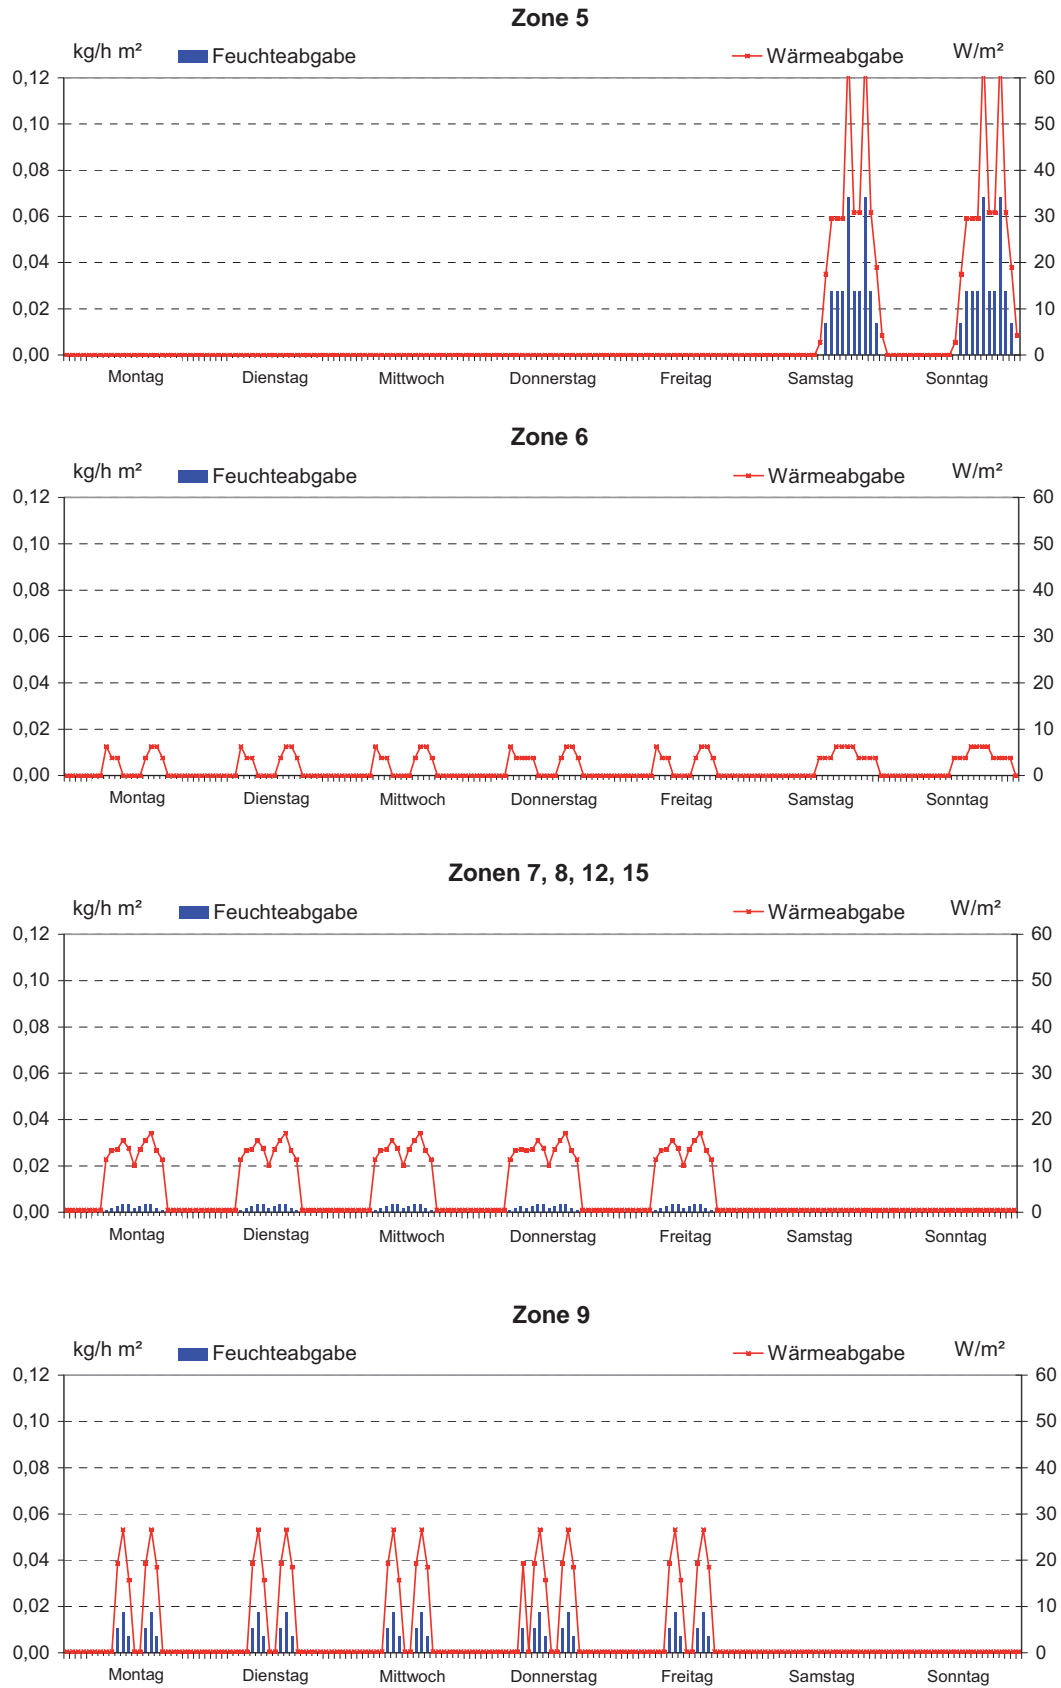 Zone 5
kg/h m² Feuchteabgabe Wärmeabgabe W/m²
0,12 60
0,10 50
0,08 40
0,06 30
0,04 20
0,02 10
0,00 0
Montag Dienstag Mittwoch Donnerstag Freitag Samstag Sonntag
Zone 6
kg/h m² Feuchteabgabe Wärmeabgabe W/m²
0,12 60
0,10 50
0,08 40
0,06 30
0,04 20
0,02 10
0,00 0
Montag Dienstag Mittwoch Donnerstag Freitag Samstag Sonntag
Zonen 7, 8, 12, 15
kg/h m² Feuchteabgabe Wärmeabgabe W/m²
0,12 60
0,10 50
0,08 40
0,06 30
0,04 20
0,02 10
0,00 0
Montag Dienstag Mittwoch Donnerstag Freitag Samstag Sonntag
Zone 9
kg/h m² Feuchteabgabe Wärmeabgabe W/m²
0,12 60
0,10 50
0,08 40
0,06 30
0,04 20
0,02 10
0,00 0
Montag Dienstag Mittwoch Donnerstag Freitag Samstag Sonntag